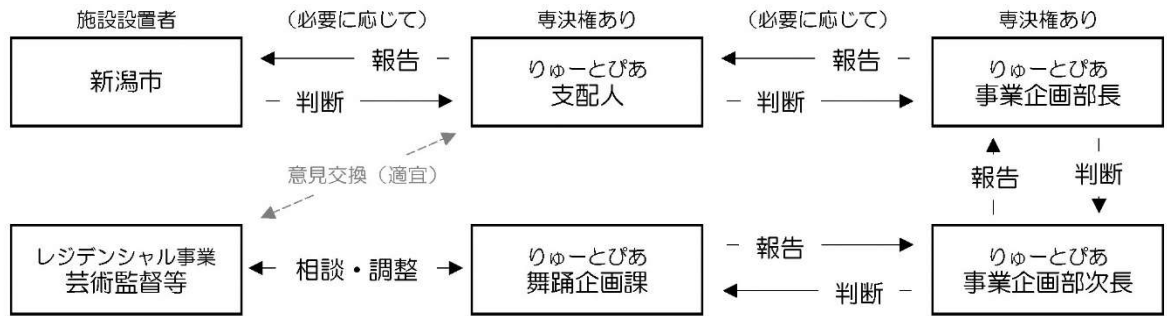 施設設置者
(必要に応じて)
専決権あり
(必要に応じて)
専決権あり
新潟市
報告
判断
りゅーとぴあ
支配人
報告
判断
りゅーとぴあ
事業企画部長
意見交換（適宜）
報告
判断
レジデンシャル事業
芸術監督等
相談・調整
りゅーとぴあ
舞踊企画課
報告
判断
りゅーとぴあ
事業企画部次長